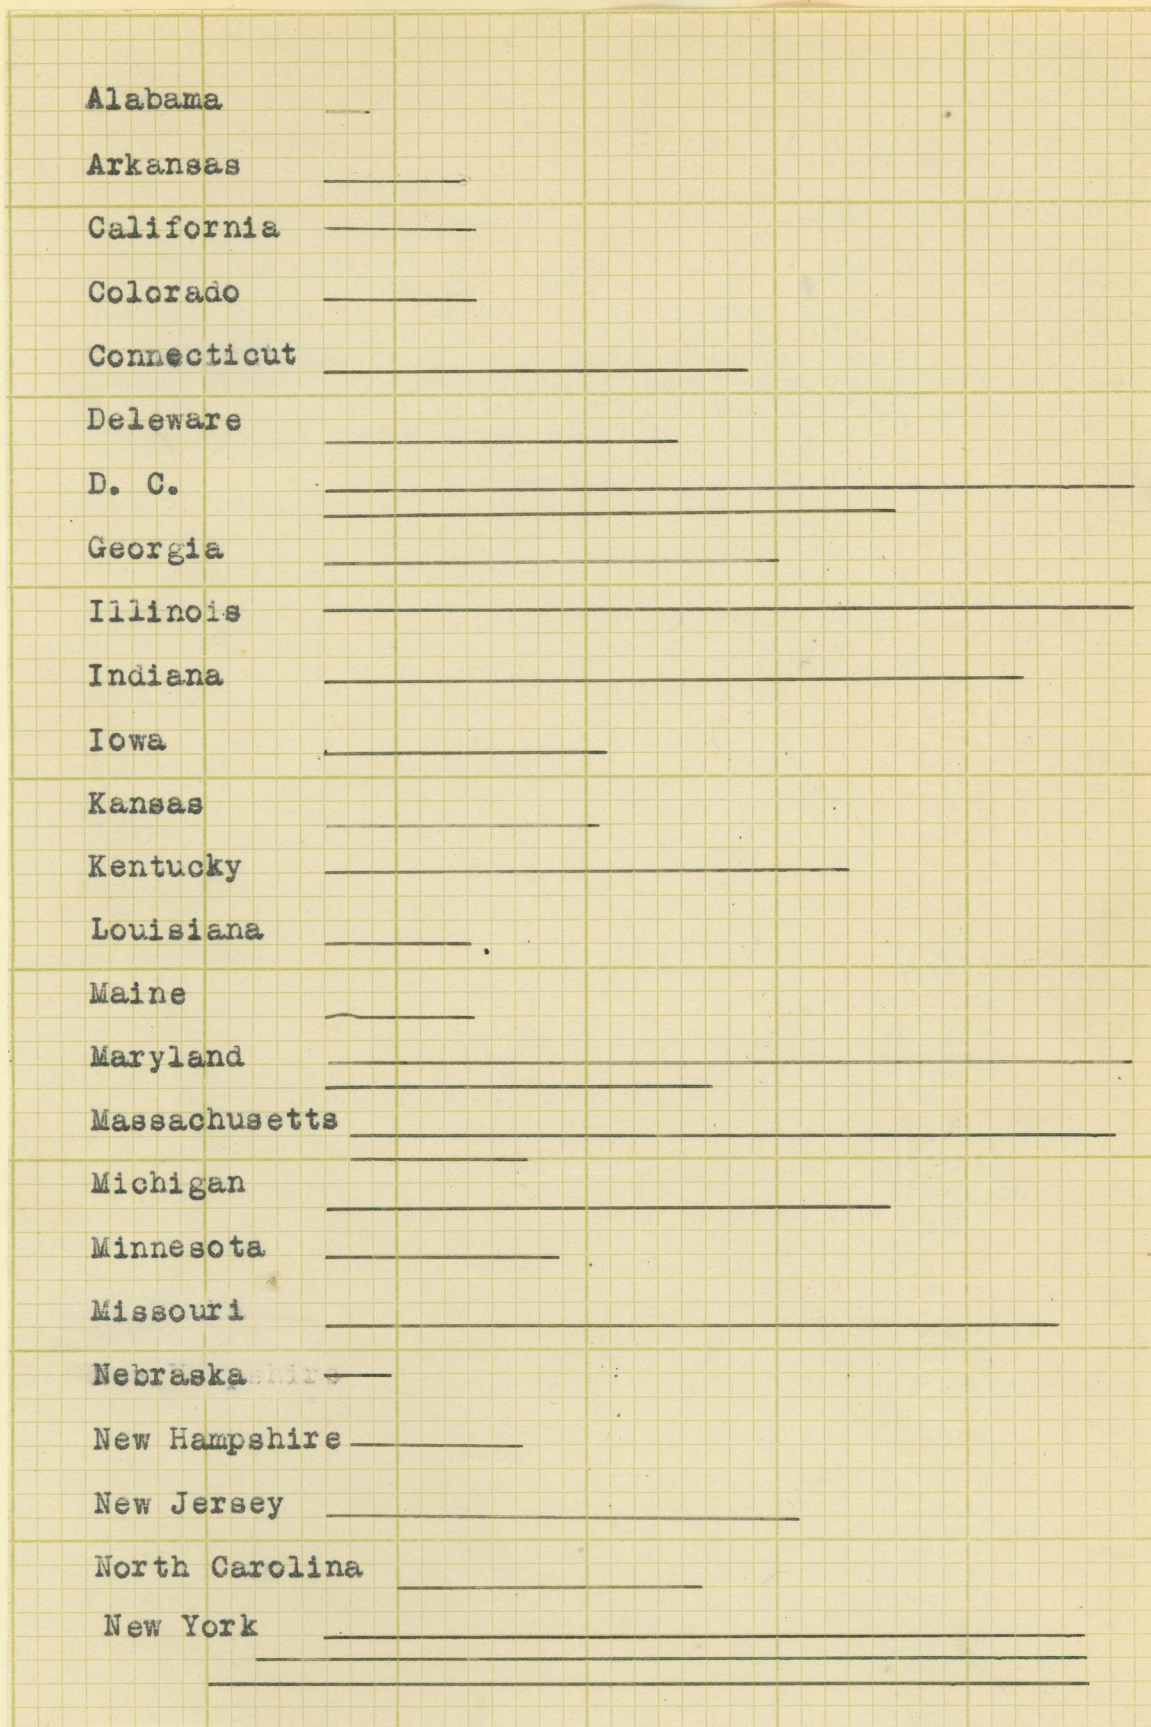 Alabama
Arkansas
California
Colorado
Connecticut
Deleware
D. C.
Georgia
Illinois
Indiana
Iowa
Kansas
Kentucky
Louisiana
Maine
Maryland
Massachusetts
Michigan
Minnesota
Missouri
Nebraska
New Hampshire
New Jersey
North Carolina
New York